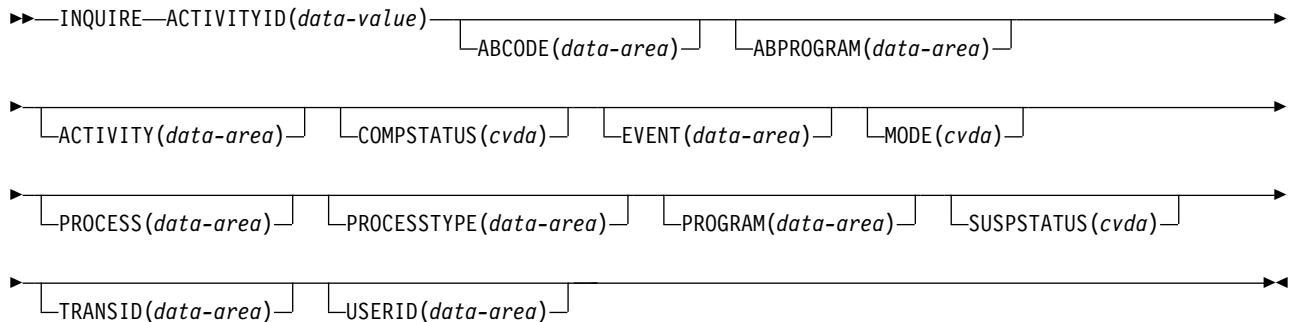 INQUIRE ACTIVITYID(data-value)
ABCODE(data-area) ABPROGRAM(data-area)
ACTIVITY(data-area) COMPSTATUS(cvda) EVENT(data-area) MODE(cvda)
PROCESS(data-area) PROCESSTYPE(data-area) PROGRAM(data-area) SUSPSTATUS(cvda)
TRANSID(data-area) USERID(data-area)